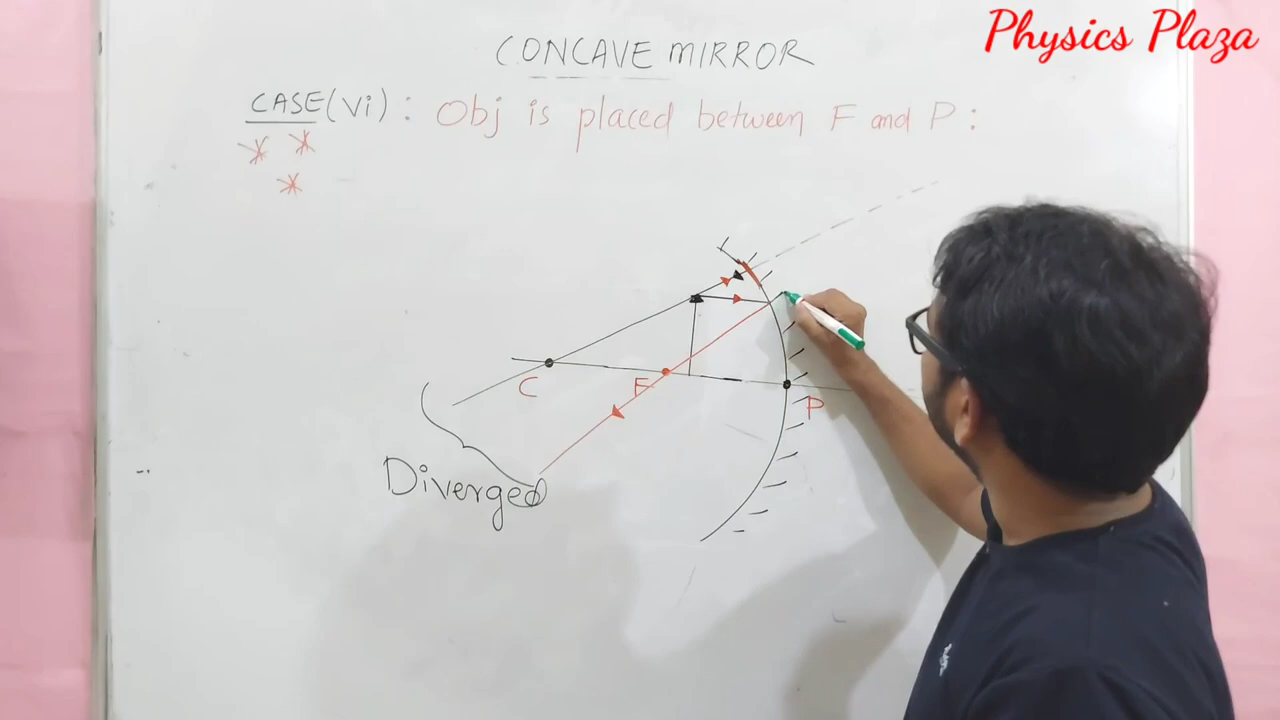 Physics Plaza
CONCAVE MIRROR
CASE(vi): Obj is placed between F and P:
C
F
P
Diverged